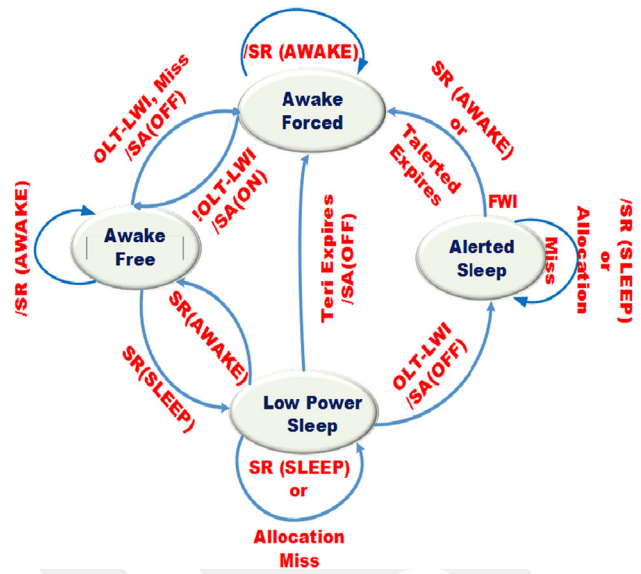 /SR (AWAKE)
Awake
Forced
OLT-LWI, Miss
/SA(OFF)
!OLT-LWI
/SA(ON)
SR (AWAKE)
or
Talerted
Expires
FWI
/SR (AWAKE)
Awake
Free
Teri Expires
/SA(OFF)
Alerted
Sleep
/SR (SLEEP)
or
Allocation
Miss
SR(AWAKE)
SR(SLEEP)
OLT-LWI
/SA(OFF)
Low Power
Sleep
SR (SLEEP)
or
Allocation
Miss